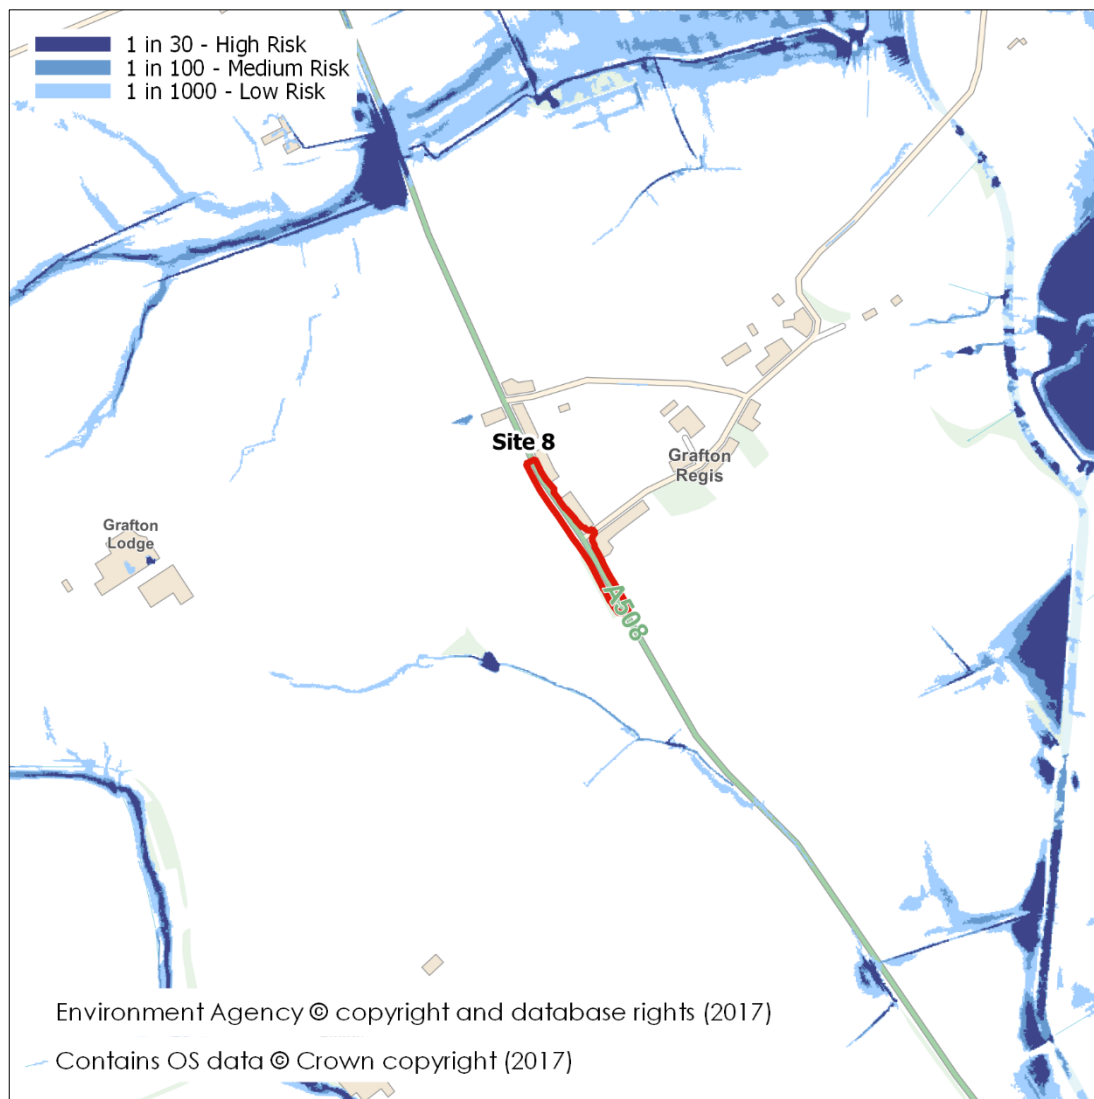 1 in 30 - High Risk
1 in 100 - Medium Risk
1 in 1000 - Low Risk
Site 8
Grafton
Regis
Grafton
Lodge
A508
Environment Agency © copyright and database rights (2017)
Contains OS data © Crown copyright (2017)